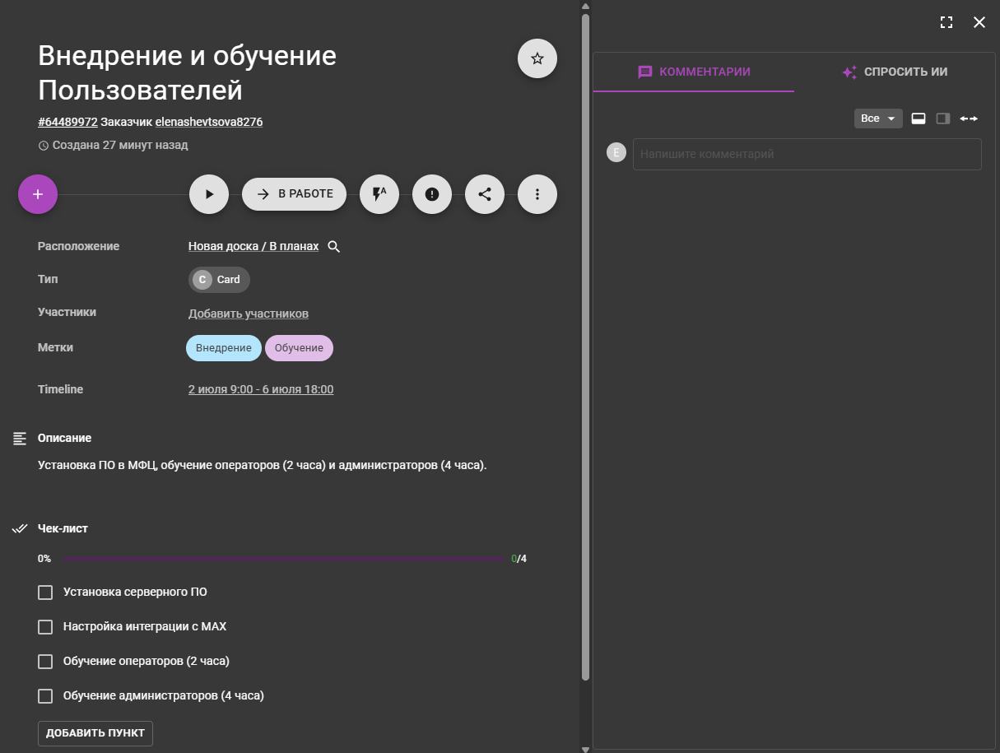 Внедрение и обучение
Пользователей
#64489972 Заказчик elenashevtsova8276
Создана 27 минут назад
В РАБОТЕ
Расположение
Новая доска / В планах
Тип
C Card
Участники
Добавить участников
Метки
Внедрение Обучение
Timeline
2 июля 9:00 - 6 июля 18:00
Описание
Установка ПО в МФЦ, обучение операторов (2 часа) и администраторов (4 часа).
Чек-лист
0% 0/4
Установка серверного ПО
Настройка интеграции с MAX
Обучение операторов (2 часа)
Обучение администраторов (4 часа)
ДОБАВИТЬ ПУНКТ
КОММЕНТАРИИ
СПРОСИТЬ ИИ
Все
E Напишите комментарий